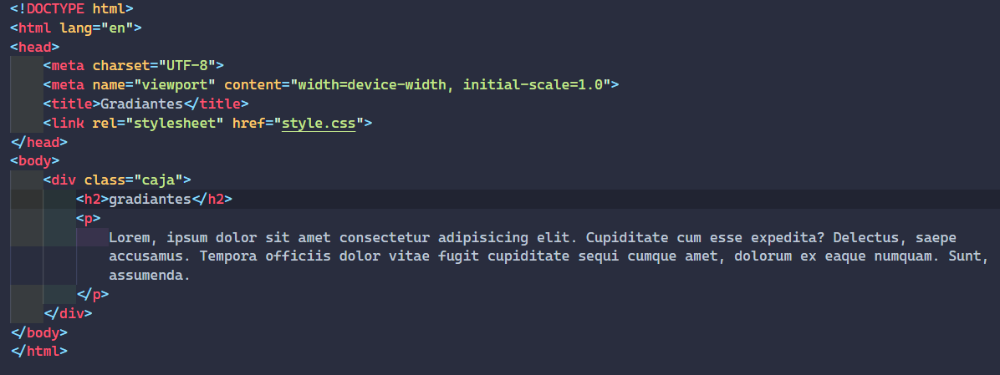 <!DOCTYPE html>
<html lang="en">
<head>
    <meta charset="UTF-8">
    <meta name="viewport" content="width=device-width, initial-scale=1.0">
    <title>Gradiantes</title>
    <link rel="stylesheet" href="style.css">
</head>
<body>
    <div class="caja">
        <h2>gradiantes</h2>
        <p>
            Lorem, ipsum dolor sit amet consectetur adipisicing elit. Cupiditate cum esse expedita? Delectus, saepe
            accusamus. Tempora officiis dolor vitae fugit cupiditate sequi cumque amet, dolorum ex eaque numquam. Sunt,
            assumenda.
        </p>
    </div>
</body>
</html>